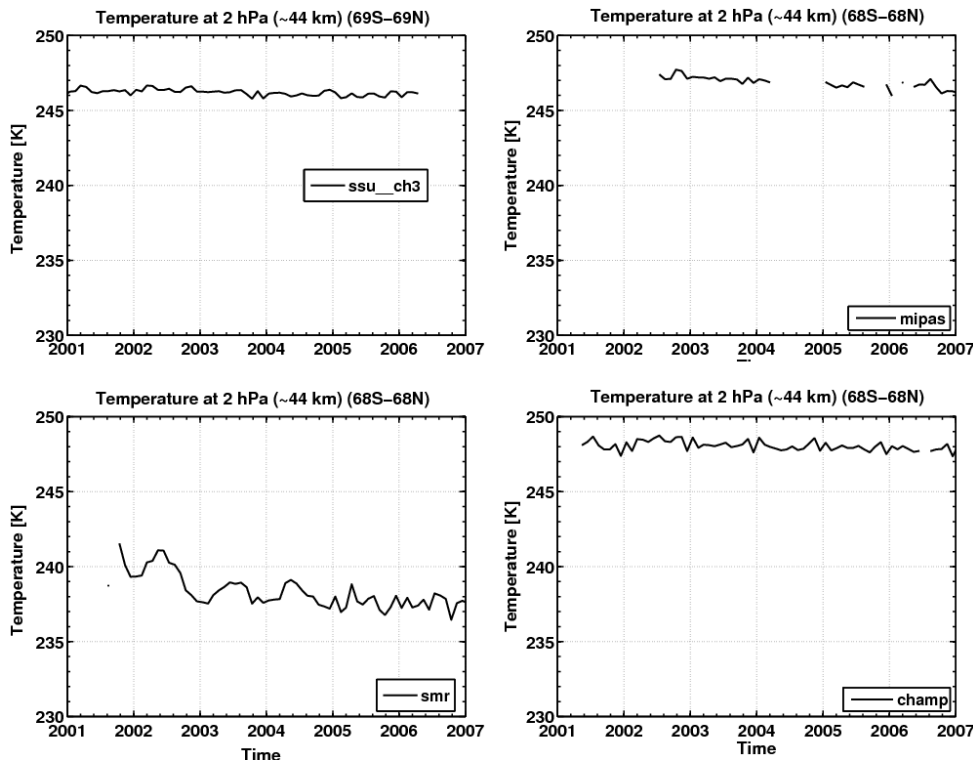 Temperature at 2 hPa (~44 km) (69S−69N)
250
245
240
235
230
Temperature [K]
ssu__ch3
2001 2002 2003 2004 2005 2006 2007
Temperature at 2 hPa (~44 km) (68S−68N)
250
245
240
235
230
Temperature [K]
mipas
2001 2002 2003 2004 2005 2006 2007
Temperature at 2 hPa (~44 km) (68S−68N)
250
245
240
235
230
Temperature [K]
smr
2001 2002 2003 2004 2005 2006 2007
Time
Temperature at 2 hPa (~44 km) (68S−68N)
250
245
240
235
230
Temperature [K]
champ
2001 2002 2003 2004 2005 2006 2007
Time